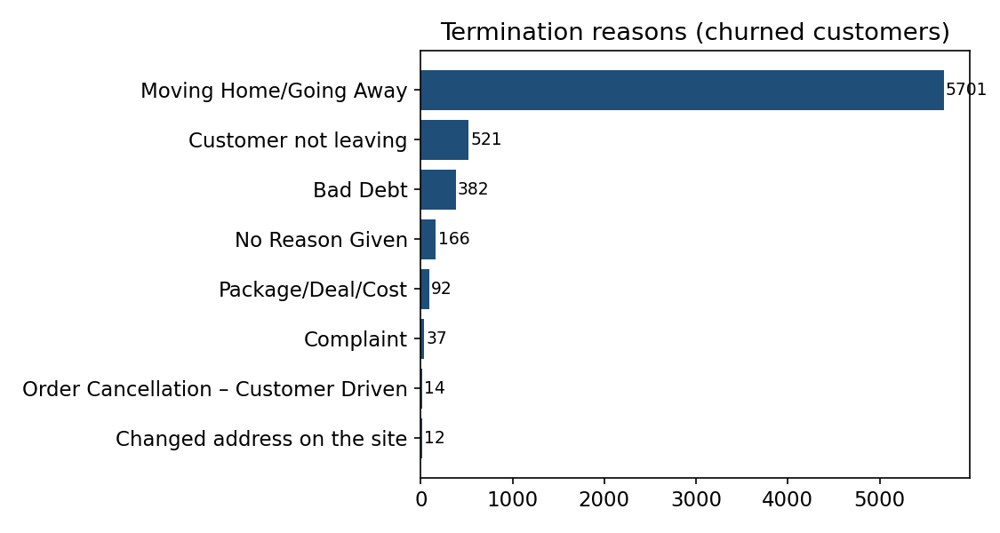 Termination reasons (churned customers)
Moving Home/Going Away 5701
Customer not leaving 521
Bad Debt 382
No Reason Given 166
Package/Deal/Cost 92
Complaint 37
Order Cancellation – Customer Driven 14
Changed address on the site 12
0 1000 2000 3000 4000 5000